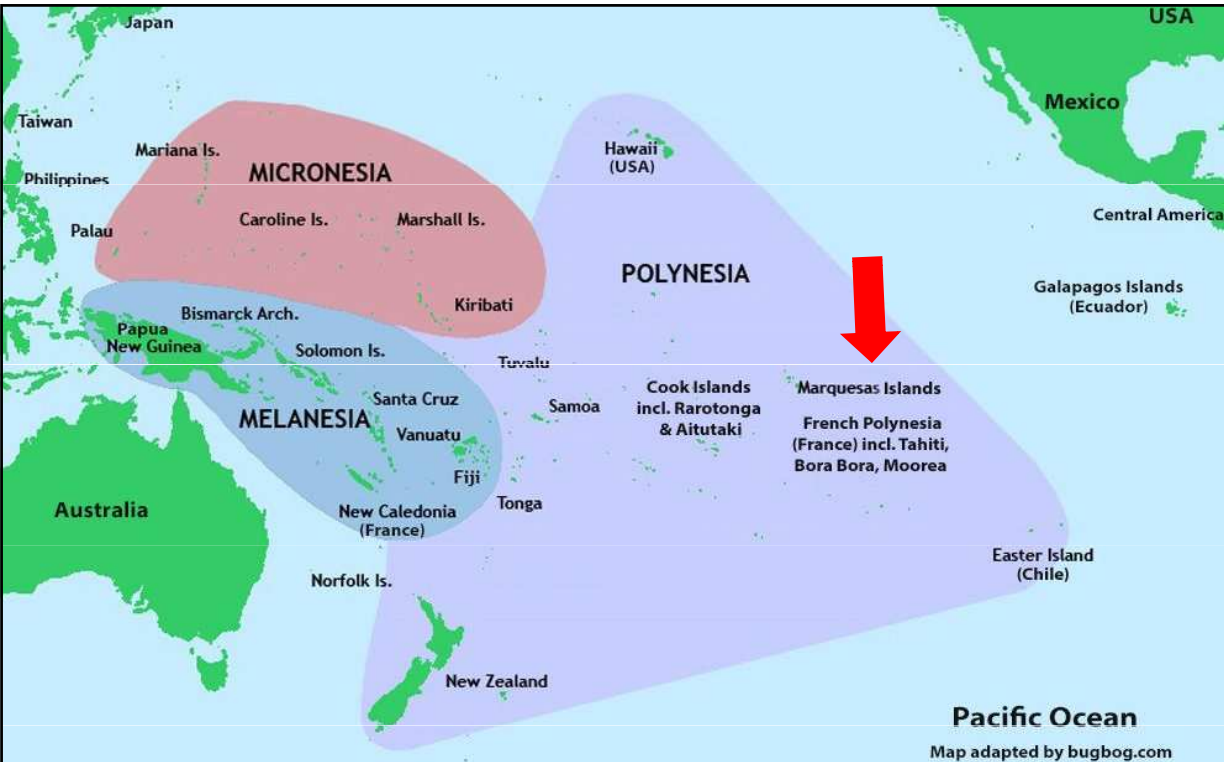 Japan
USA
Mexico
Taiwan
Mariana Is.
Hawaii
(USA)
MICRONESIA
Philippines
Central America
Caroline Is.
Marshall Is.
Palau
POLYNESIA
Galapagos Islands
(Ecuador)
Kiribati
Bismarck Arch.
Papua
New Guinea
Solomon Is.
Tuvalu
Cook Islands
incl. Rarotonga
& Aitutaki
Marquesas Islands
Santa Cruz
Samoa
MELANESIA
Vanuatu
French Polynesia
(France) incl. Tahiti,
Bora Bora, Moorea
Fiji
Tonga
Australia
New Caledonia
(France)
Easter Island
(Chile)
Norfolk Is.
New Zealand
Pacific Ocean
Map adapted by bugbog.com